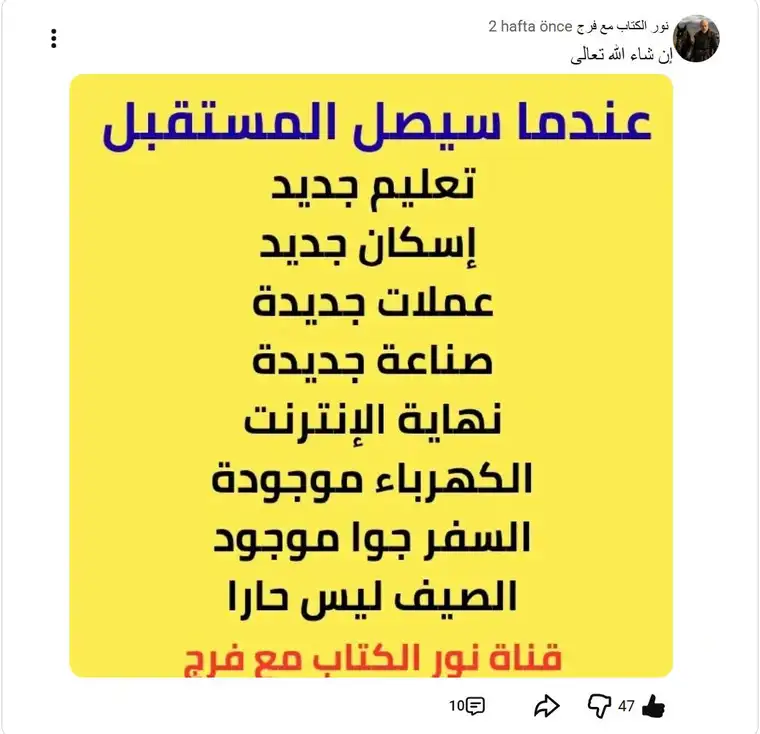 نور الكتاب مع فرج 2 hafta önce
إن شاء الله تعالى
عندما سيصل المستقبل
تعليم جديد
إسكان جديد
عملات جديدة
صناعة جديدة
نهاية الإنترنت
الكهرباء موجودة
السفر جوا موجود
الصيف ليس حارا
قناة نور الكتاب مع فرج
47 10